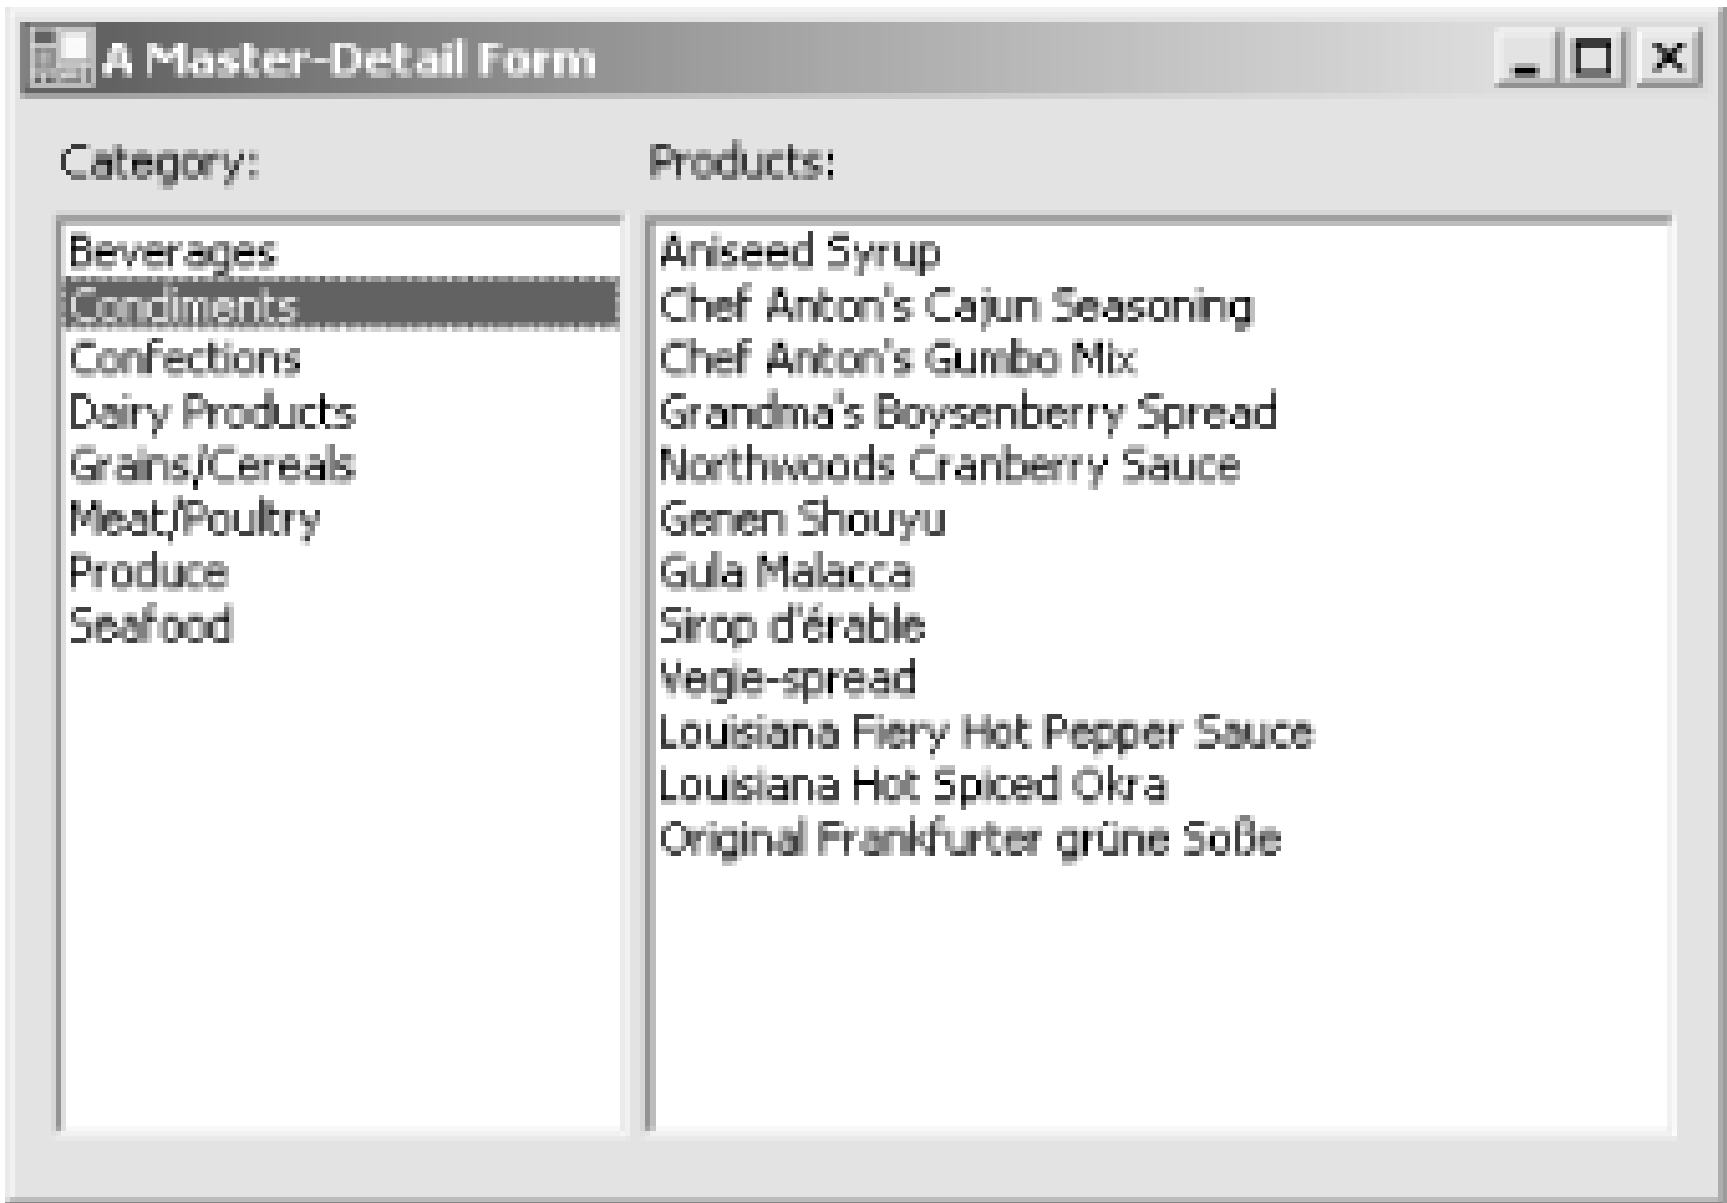 A Master-Detail Form
Category:
Beverages
Condiments
Confections
Dairy Products
Grains/Cereals
Meat/Poultry
Produce
Seafood
Products:
Aniseed Syrup
Chef Anton's Cajun Seasoning
Chef Anton's Gumbo Mix
Grandma's Boysenberry Spread
Northwoods Cranberry Sauce
Genen Shouyu
Gula Malacca
Sirop d'érable
Vegie-spread
Louisiana Fiery Hot Pepper Sauce
Louisiana Hot Spiced Okra
Original Frankfurter grüne Soße